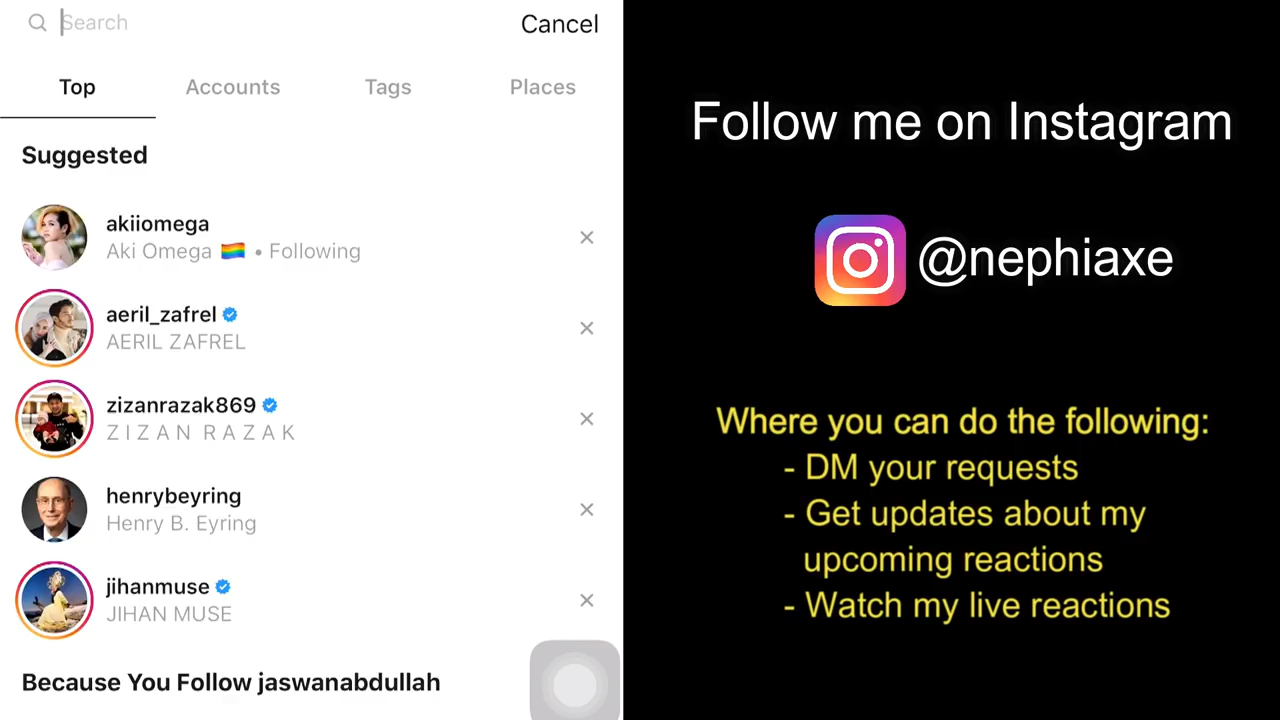 Search
Cancel
Top
Accounts
Tags
Places
Suggested
akiiomega
Aki Omega 🏳️‍🌈 • Following
aeril_zafrel
AERIL ZAFREL
zizanrazak869
Z I Z A N R A Z A K
henrybeyring
Henry B. Eyring
jihanmuse
JIHAN MUSE
Because You Follow jaswanabdullah
Follow me on Instagram
@nephiaxe
Where you can do the following:
- DM your requests
- Get updates about my
upcoming reactions
- Watch my live reactions